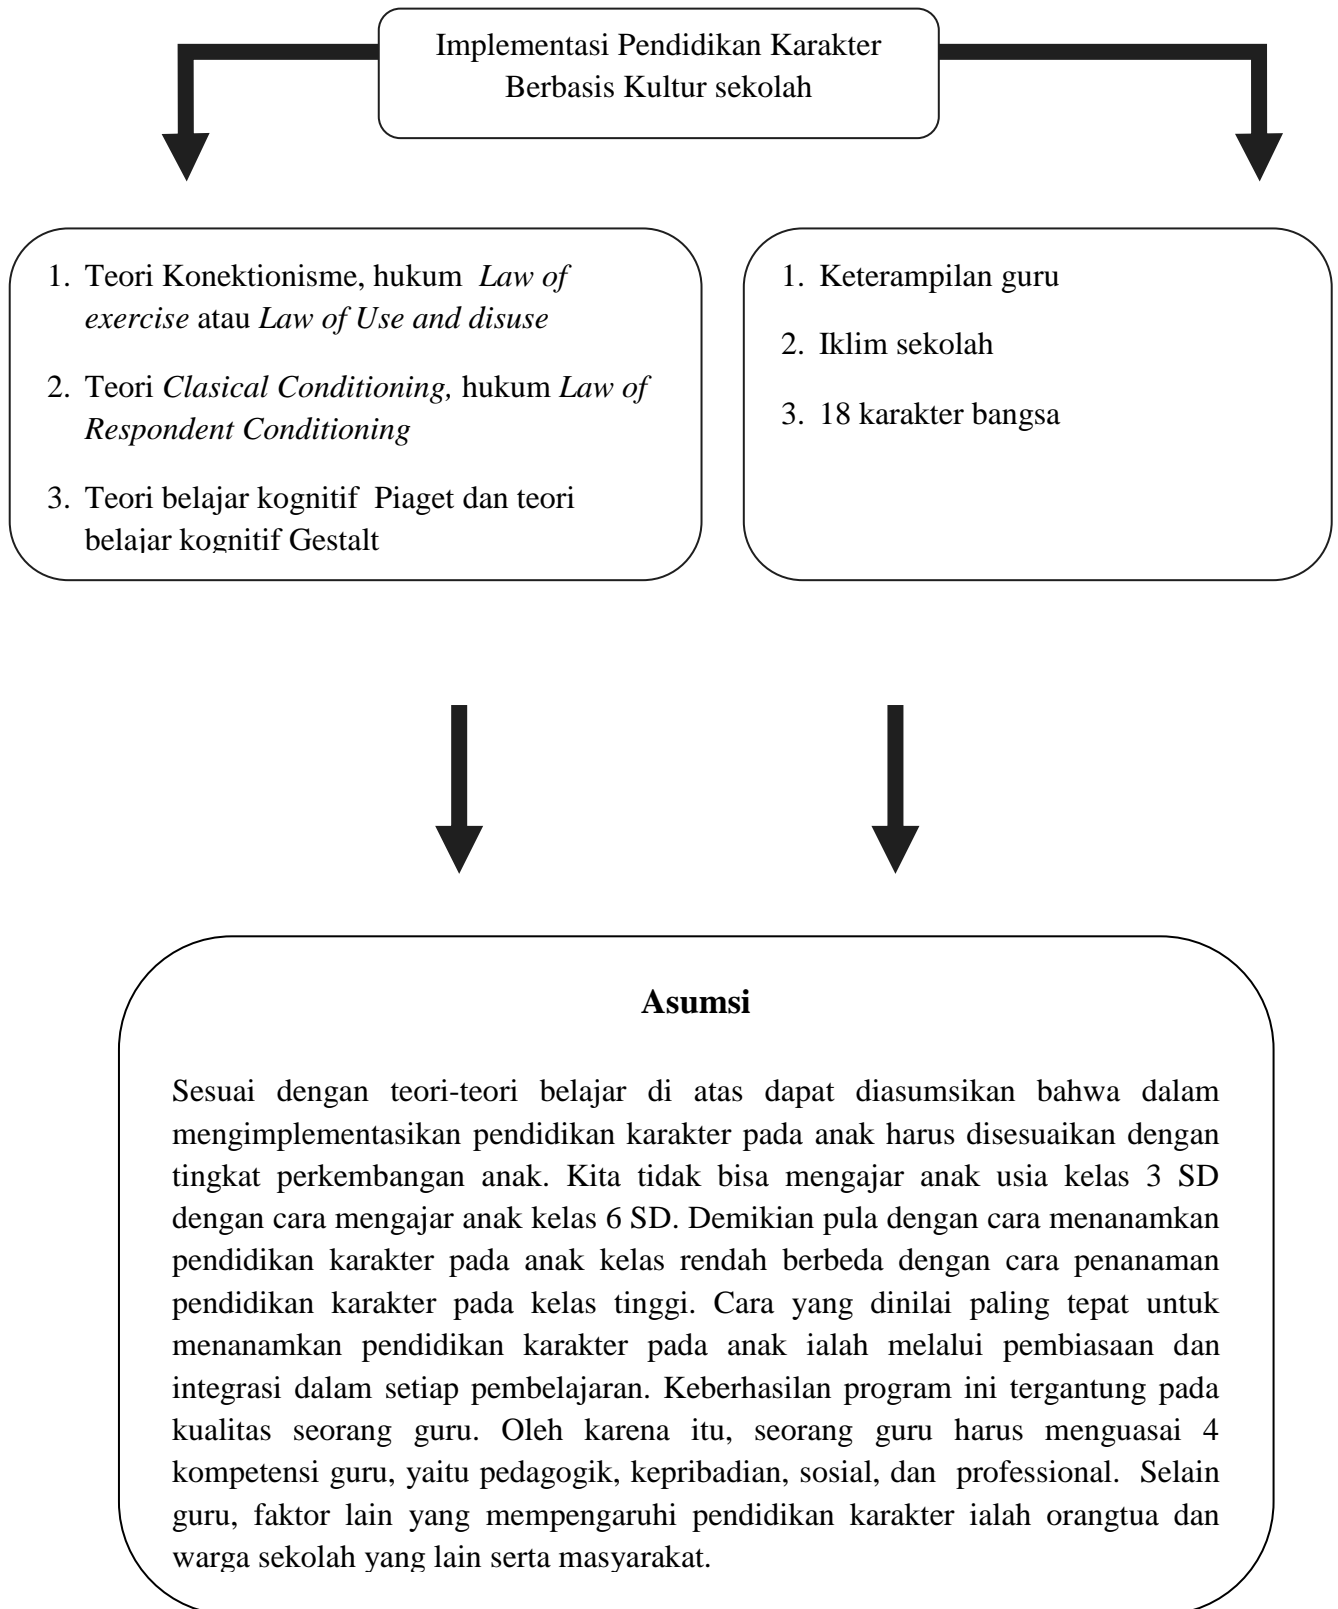 Implementasi Pendidikan Karakter
Berbasis Kultur sekolah
1. Teori Konektionisme, hukum Law of
exercise atau Law of Use and disuse
2. Teori Clasical Conditioning, hukum Law of
Respondent Conditioning
3. Teori belajar kognitif Piaget dan teori
belajar kognitif Gestalt
1. Keterampilan guru
2. Iklim sekolah
3. 18 karakter bangsa
Asumsi
Sesuai dengan teori-teori belajar di atas dapat diasumsikan bahwa dalam
mengimplementasikan pendidikan karakter pada anak harus disesuaikan dengan
tingkat perkembangan anak. Kita tidak bisa mengajar anak usia kelas 3 SD
dengan cara mengajar anak kelas 6 SD. Demikian pula dengan cara menanamkan
pendidikan karakter pada anak kelas rendah berbeda dengan cara penanaman
pendidikan karakter pada kelas tinggi. Cara yang dinilai paling tepat untuk
menanamkan pendidikan karakter pada anak ialah melalui pembiasaan dan
integrasi dalam setiap pembelajaran. Keberhasilan program ini tergantung pada
kualitas seorang guru. Oleh karena itu, seorang guru harus menguasai 4
kompetensi guru, yaitu pedagogik, kepribadian, sosial, dan professional. Selain
guru, faktor lain yang mempengaruhi pendidikan karakter ialah orangtua dan
warga sekolah yang lain serta masyarakat.